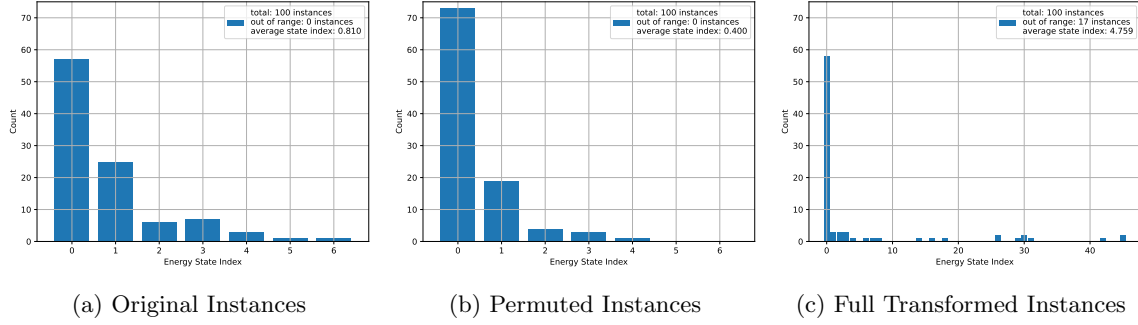 total: 100 instances
out of range: 0 instances
average state index: 0.810
70
60
50
40
30
20
10
0
Count
0 1 2 3 4 5 6
Energy State Index
(a) Original Instances
total: 100 instances
out of range: 0 instances
average state index: 0.400
70
60
50
40
30
20
10
0
Count
0 1 2 3 4 5 6
Energy State Index
(b) Permuted Instances
total: 100 instances
out of range: 17 instances
average state index: 4.759
70
60
50
40
30
20
10
0
Count
0 10 20 30 40
Energy State Index
(c) Full Transformed Instances